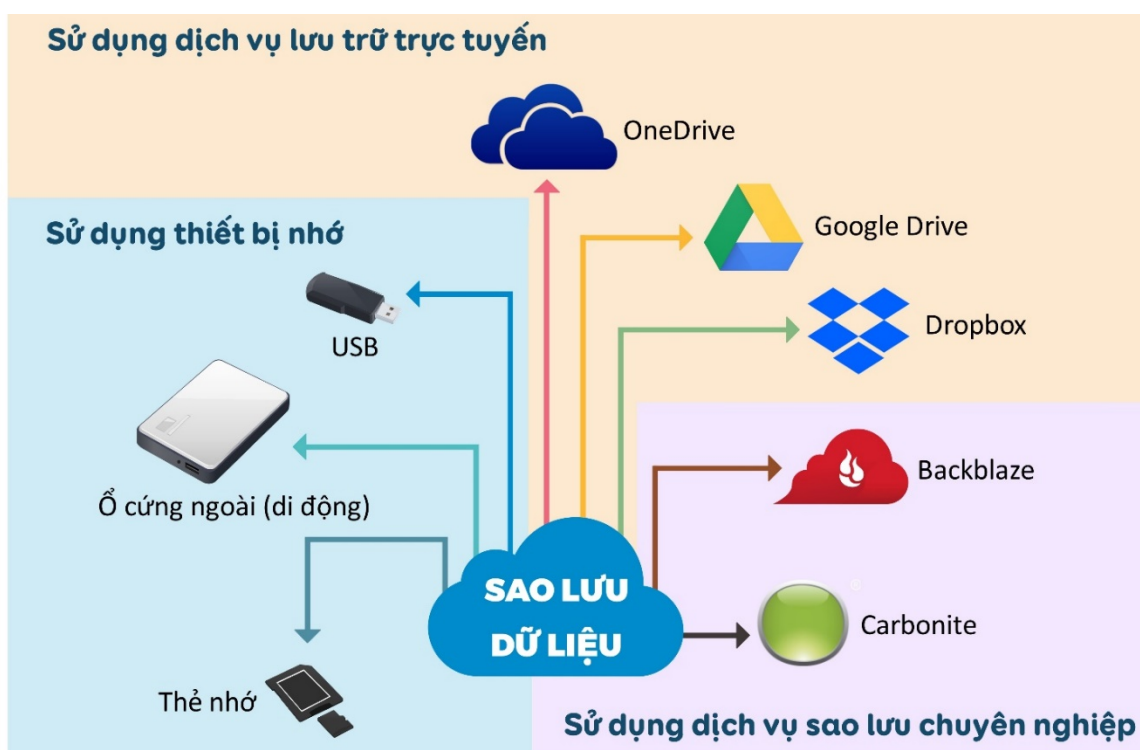 Sử dụng dịch vụ lưu trữ trực tuyến
OneDrive
Google Drive
Dropbox
Sử dụng thiết bị nhớ
USB
Ổ cứng ngoài (di động)
Thẻ nhớ
SAO LƯU
DỮ LIỆU
Backblaze
Carbonite
Sử dụng dịch vụ sao lưu chuyên nghiệp